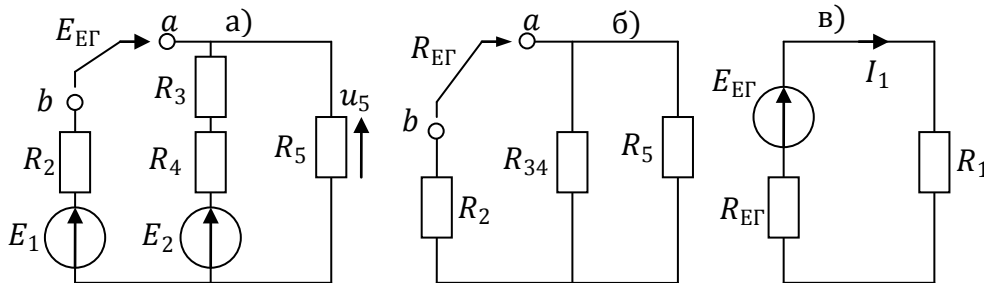 а)
E_ЕГ
a
b
R_3
u_5
R_2
R_4
R_5
E_1
E_2
б)
R_ЕГ
a
b
R_34
R_5
R_2
в)
I_1
E_ЕГ
R_1
R_ЕГ